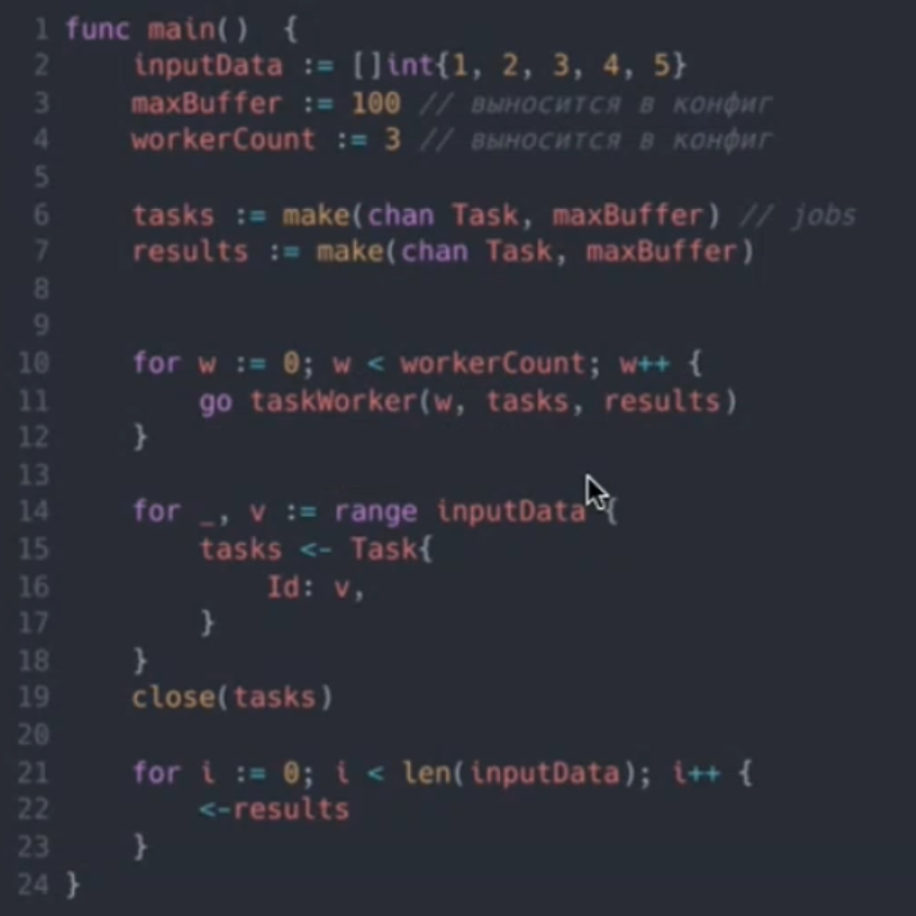 1 func main()  {
2     inputData := []int{1, 2, 3, 4, 5}
3     maxBuffer := 100 // выносится в конфиг
4     workerCount := 3 // выносится в конфиг
5
6     tasks := make(chan Task, maxBuffer) // jobs
7     results := make(chan Task, maxBuffer)
8
9
10     for w := 0; w < workerCount; w++ {
11         go taskWorker(w, tasks, results)
12     }
13
14     for _, v := range inputData {
15         tasks <- Task{
16             Id: v,
17         }
18     }
19     close(tasks)
20
21     for i := 0; i < len(inputData); i++ {
22         <-results
23     }
24 }